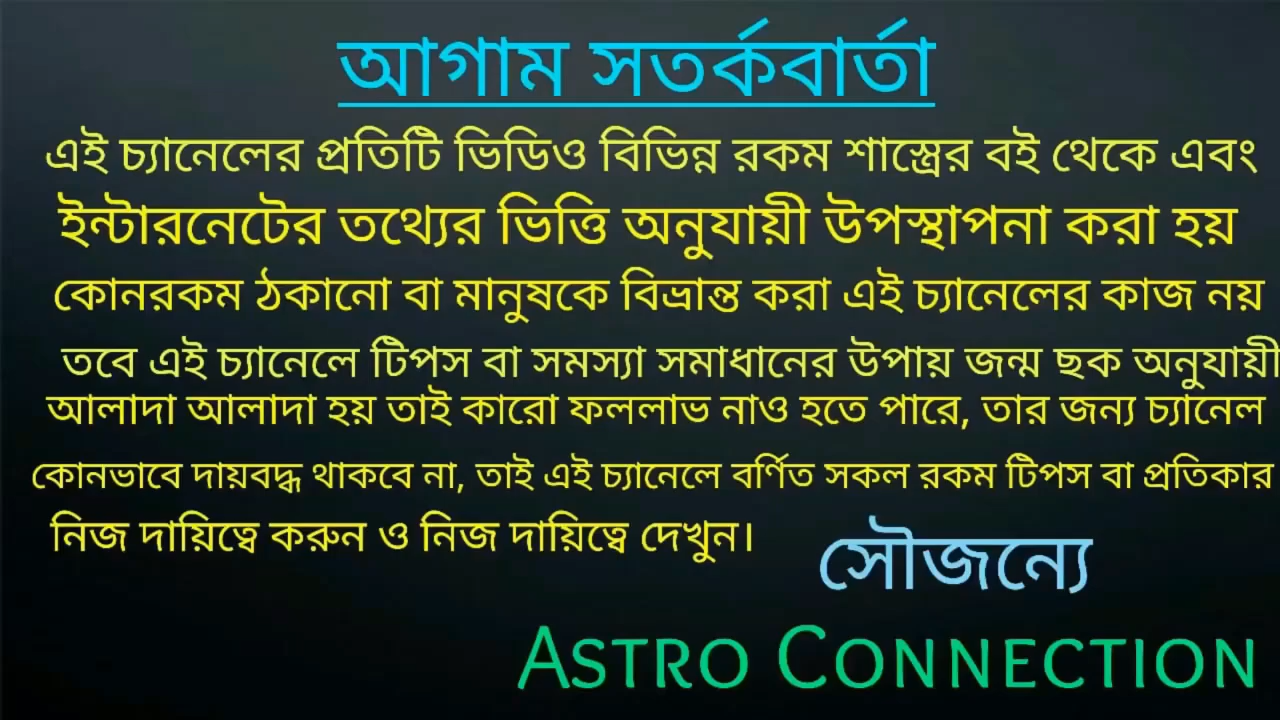 আগাম সতর্কবার্তা
এই চ্যানেলের প্রতিটি ভিডিও বিভিন্ন রকম শাস্ত্রের বই থেকে এবং
ইন্টারনেটের তথ্যের ভিত্তি অনুযায়ী উপস্থাপনা করা হয়
কোনরকম ঠকানো বা মানুষকে বিভ্রান্ত করা এই চ্যানেলের কাজ নয়
তবে এই চ্যানেলে টিপস বা সমস্যা সমাধানের উপায় জন্ম ছক অনুযায়ী
আলাদা আলাদা হয় তাই কারো ফললাভ নাও হতে পারে, তার জন্য চ্যানেল
কোনভাবে দায়বদ্ধ থাকবে না, তাই এই চ্যানেলে বর্ণিত সকল রকম টিপস বা প্রতিকার
নিজ দায়িত্বে করুন ও নিজ দায়িত্বে দেখুন।
সৌজন্যে
ASTRO CONNECTION